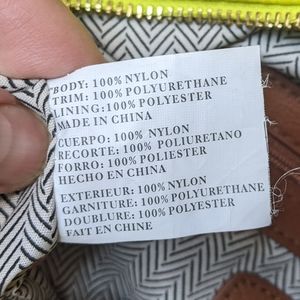 BODY: 100% NYLON
TRIM: 100% POLYURETHANE
LINING: 100% POLYESTER
MADE IN CHINA
CUERPO: 100% NYLON
RECORTE: 100% POLIURETANO
FORRO: 100% POLIESTER
HECHO EN CHINA
EXTERIEUR: 100% NYLON
GARNITURE: 100% POLYURETHANE
DOUBLURE: 100% POLYESTER
FAIT EN CHINE